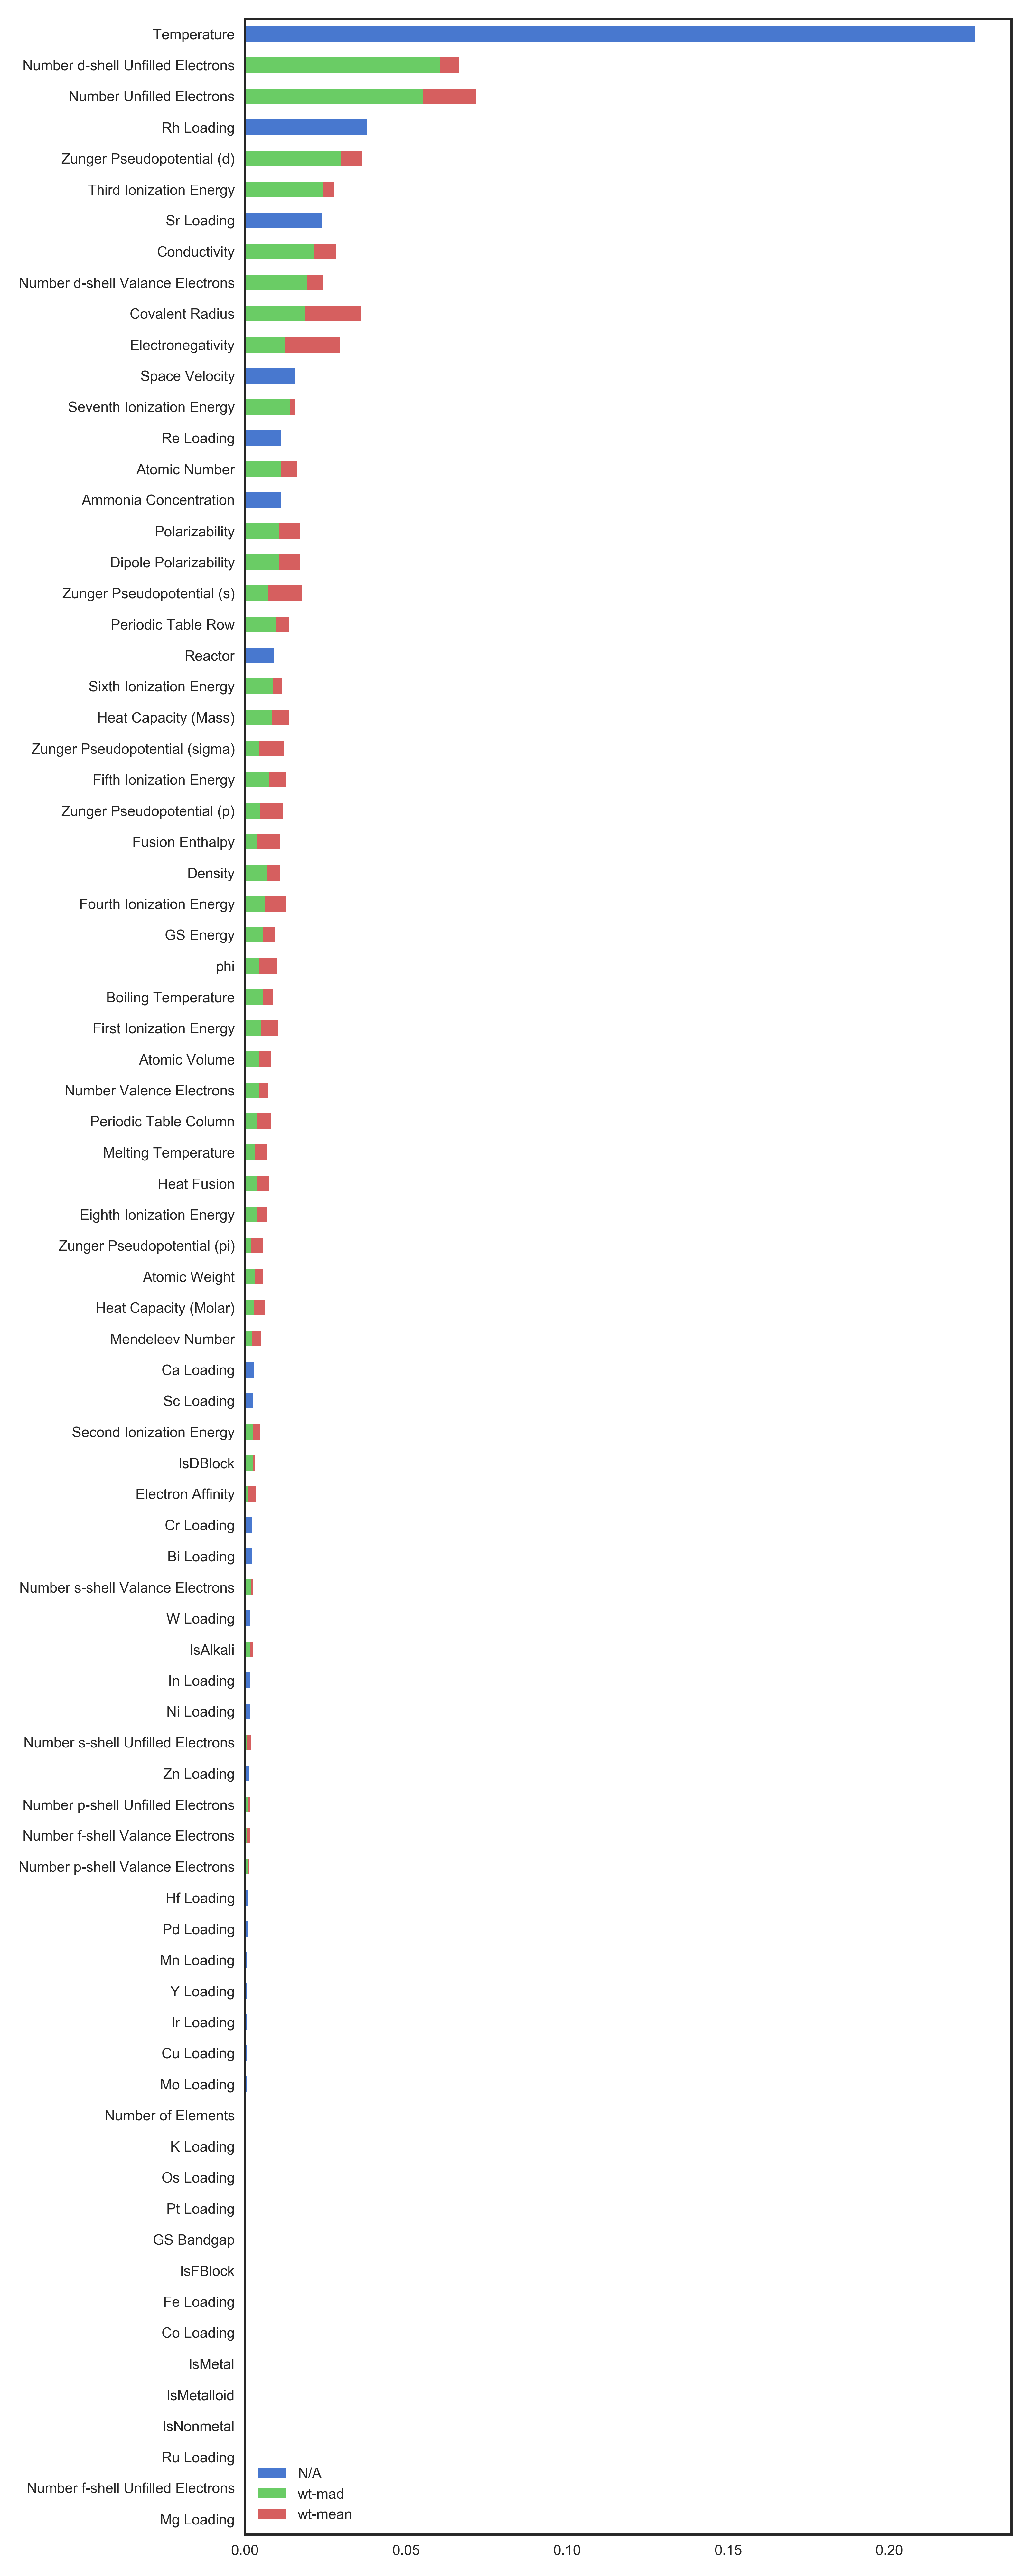 Temperature
Number d-shell Unfilled Electrons
Number Unfilled Electrons
Rh Loading
Zunger Pseudopotential (d)
Third Ionization Energy
Sr Loading
Conductivity
Number d-shell Valance Electrons
Covalent Radius
Electronegativity
Space Velocity
Seventh Ionization Energy
Re Loading
Atomic Number
Ammonia Concentration
Polarizability
Dipole Polarizability
Zunger Pseudopotential (s)
Periodic Table Row
Reactor
Sixth Ionization Energy
Heat Capacity (Mass)
Zunger Pseudopotential (sigma)
Fifth Ionization Energy
Zunger Pseudopotential (p)
Fusion Enthalpy
Density
Fourth Ionization Energy
GS Energy
phi
Boiling Temperature
First Ionization Energy
Atomic Volume
Number Valence Electrons
Periodic Table Column
Melting Temperature
Heat Fusion
Eighth Ionization Energy
Zunger Pseudopotential (pi)
Atomic Weight
Heat Capacity (Molar)
Mendeleev Number
Ca Loading
Sc Loading
Second Ionization Energy
IsDBlock
Electron Affinity
Cr Loading
Bi Loading
Number s-shell Valance Electrons
W Loading
IsAlkali
In Loading
Ni Loading
Number s-shell Unfilled Electrons
Zn Loading
Number p-shell Unfilled Electrons
Number f-shell Valance Electrons
Number p-shell Valance Electrons
Hf Loading
Pd Loading
Mn Loading
Y Loading
Ir Loading
Cu Loading
Mo Loading
Number of Elements
K Loading
Os Loading
Pt Loading
GS Bandgap
IsFBlock
Fe Loading
Co Loading
IsMetal
IsMetalloid
IsNonmetal
Ru Loading
Number f-shell Unfilled Electrons
Mg Loading
N/A
wt-mad
wt-mean
0.00 0.05 0.10 0.15 0.20